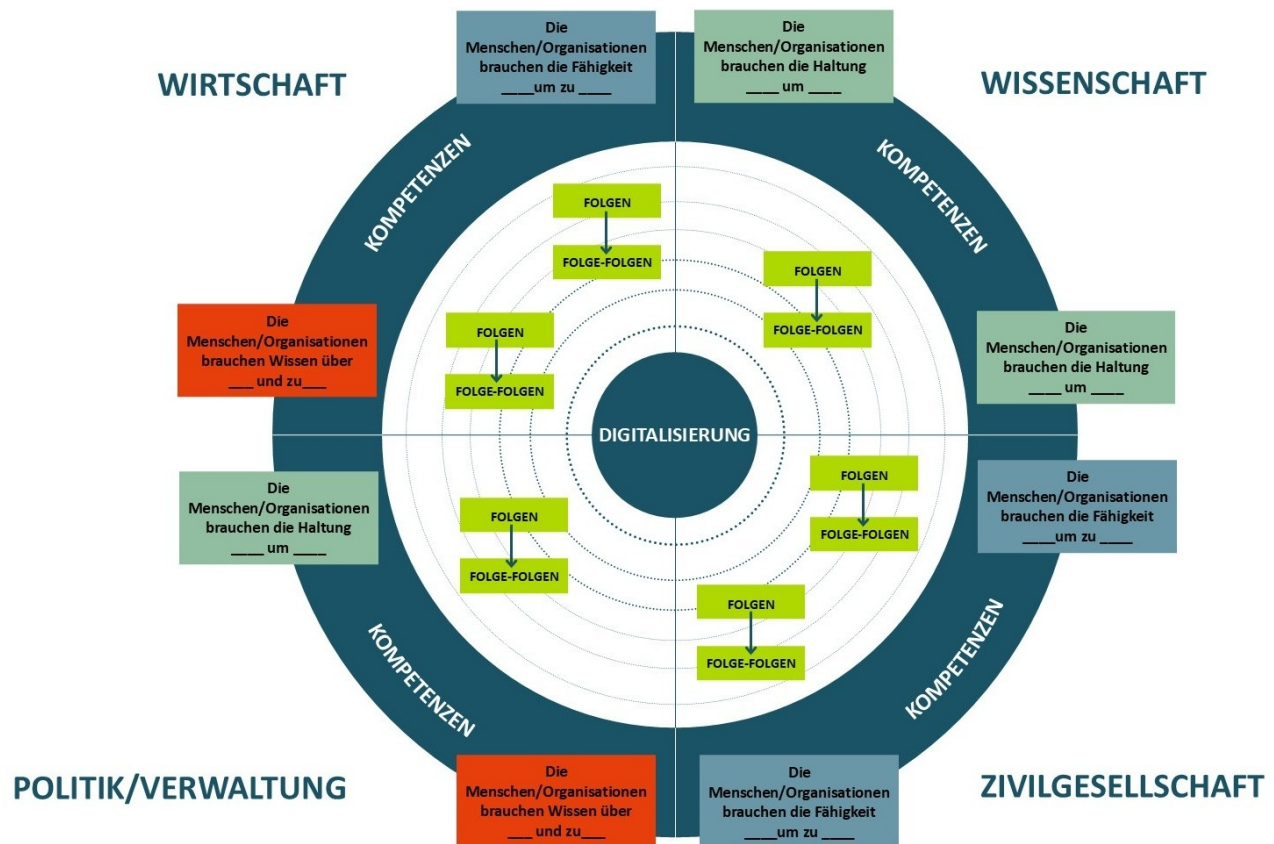 WIRTSCHAFT
Die
Menschen/Organisationen
brauchen die Fähigkeit
____um zu ____
Die
Menschen/Organisationen
brauchen die Haltung
____ um ____
WISSENSCHAFT
KOMPETENZEN
KOMPETENZEN
FOLGEN
FOLGE-FOLGEN
FOLGEN
FOLGE-FOLGEN
Die
Menschen/Organisationen
brauchen Wissen über
___ und zu___
FOLGEN
FOLGE-FOLGEN
Die
Menschen/Organisationen
brauchen die Haltung
____ um ____
DIGITALISIERUNG
Die
Menschen/Organisationen
brauchen die Haltung
____ um ____
FOLGEN
FOLGE-FOLGEN
FOLGEN
FOLGE-FOLGEN
Die
Menschen/Organisationen
brauchen die Fähigkeit
____um zu ____
FOLGEN
FOLGE-FOLGEN
KOMPETENZEN
KOMPETENZEN
POLITIK/VERWALTUNG
Die
Menschen/Organisationen
brauchen Wissen über
___ und zu___
Die
Menschen/Organisationen
brauchen die Fähigkeit
____um zu ____
ZIVILGESELLSCHAFT